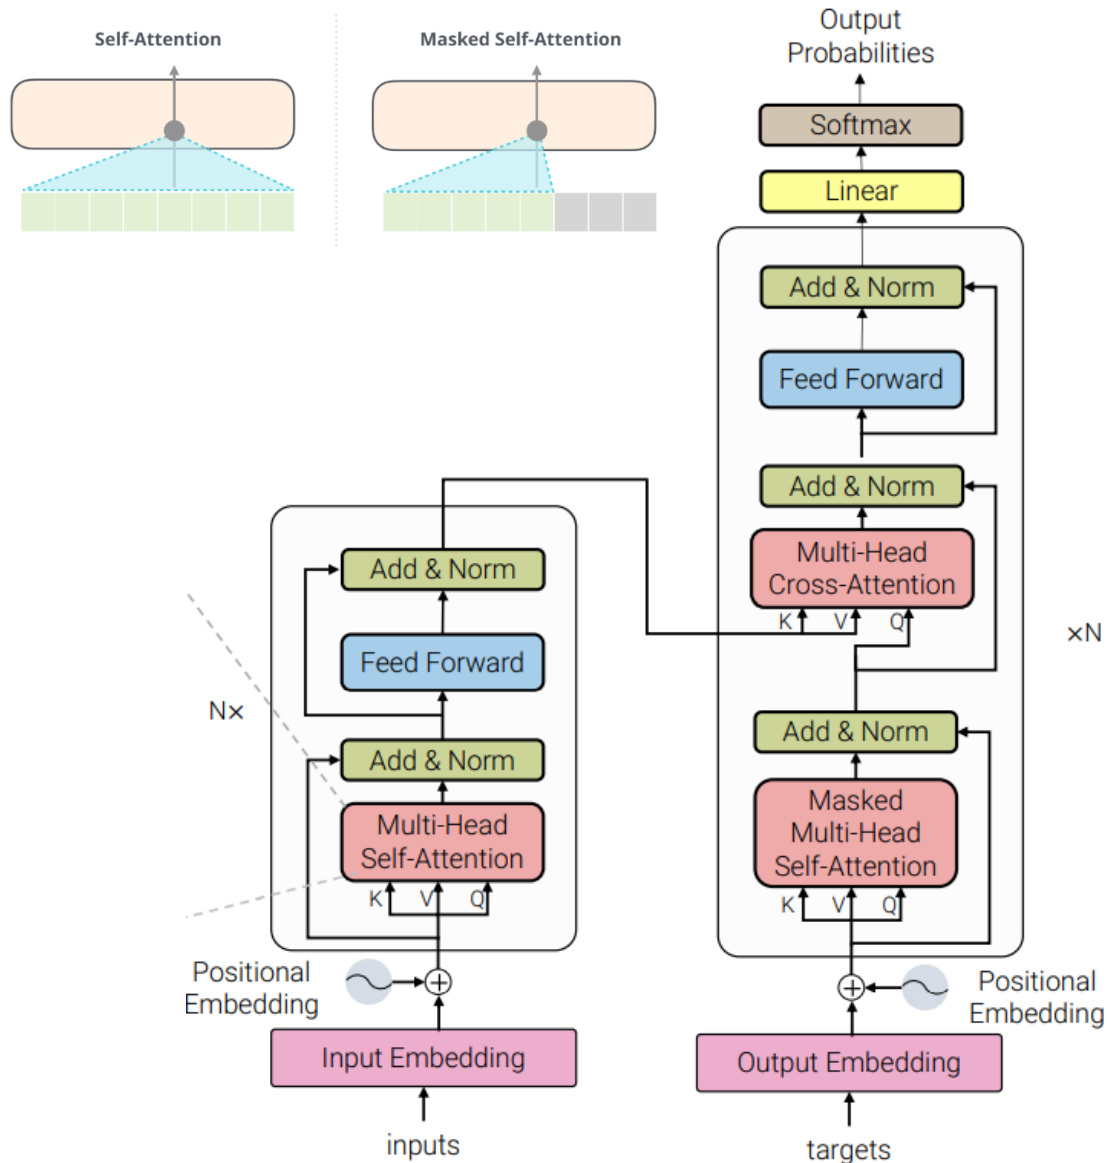 Self-Attention
Masked Self-Attention
Output
Probabilities
Softmax
Linear
Add & Norm
Feed Forward
Add & Norm
Multi-Head
Cross-Attention
K V Q
×N
Add & Norm
Masked
Multi-Head
Self-Attention
K V Q
Positional
Embedding
Output Embedding
targets
Add & Norm
Feed Forward
N×
Add & Norm
Multi-Head
Self-Attention
K V Q
Positional
Embedding
Input Embedding
inputs